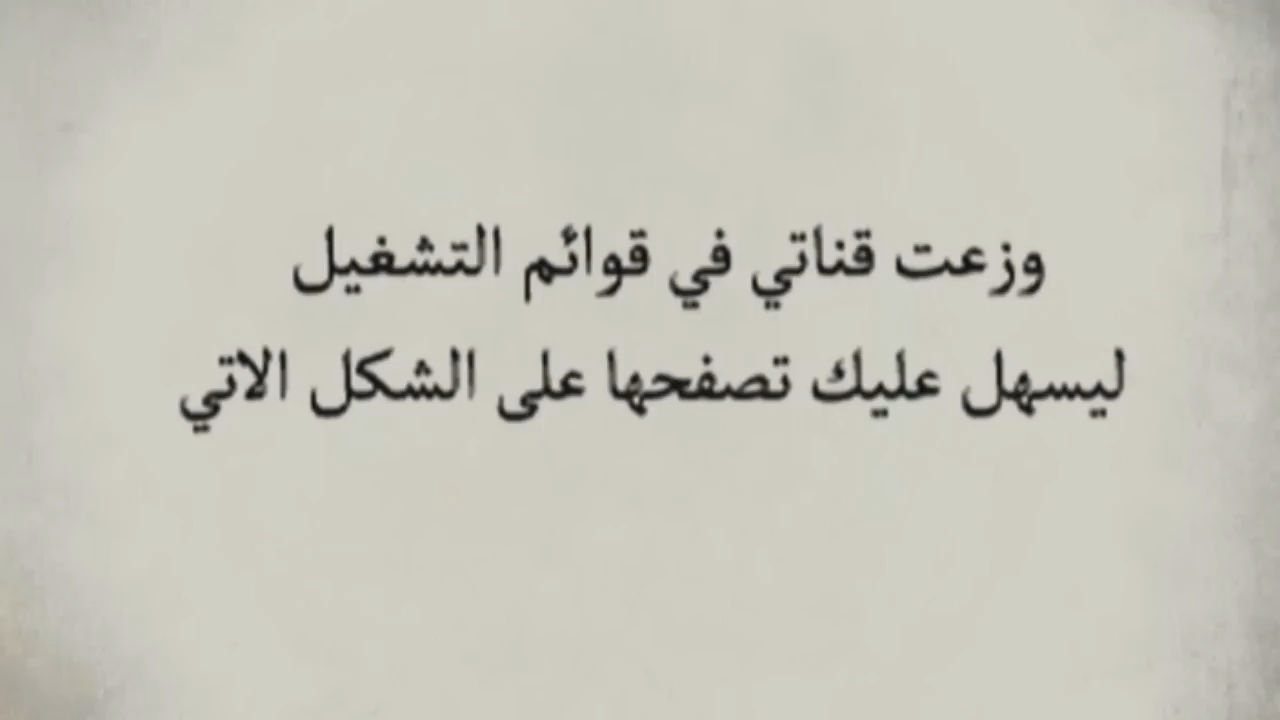 وزعت قناتي في قوائم التشغيل
ليسهل عليك تصفحها على الشكل الاتي